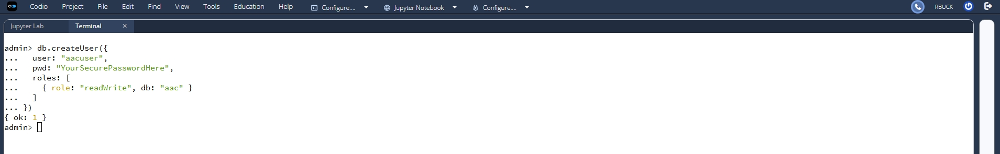 Codio Project File Edit Find View Tools Education Help Configure.... Jupyter Notebook Configure.... RBUCK
Jupyter Lab Terminal ×
admin> db.createUser({
...   user: "aacuser",
...   pwd: "YourSecurePasswordHere",
...   roles: [
...     { role: "readWrite", db: "aac" }
...   ]
... })
{ ok: 1 }
admin>